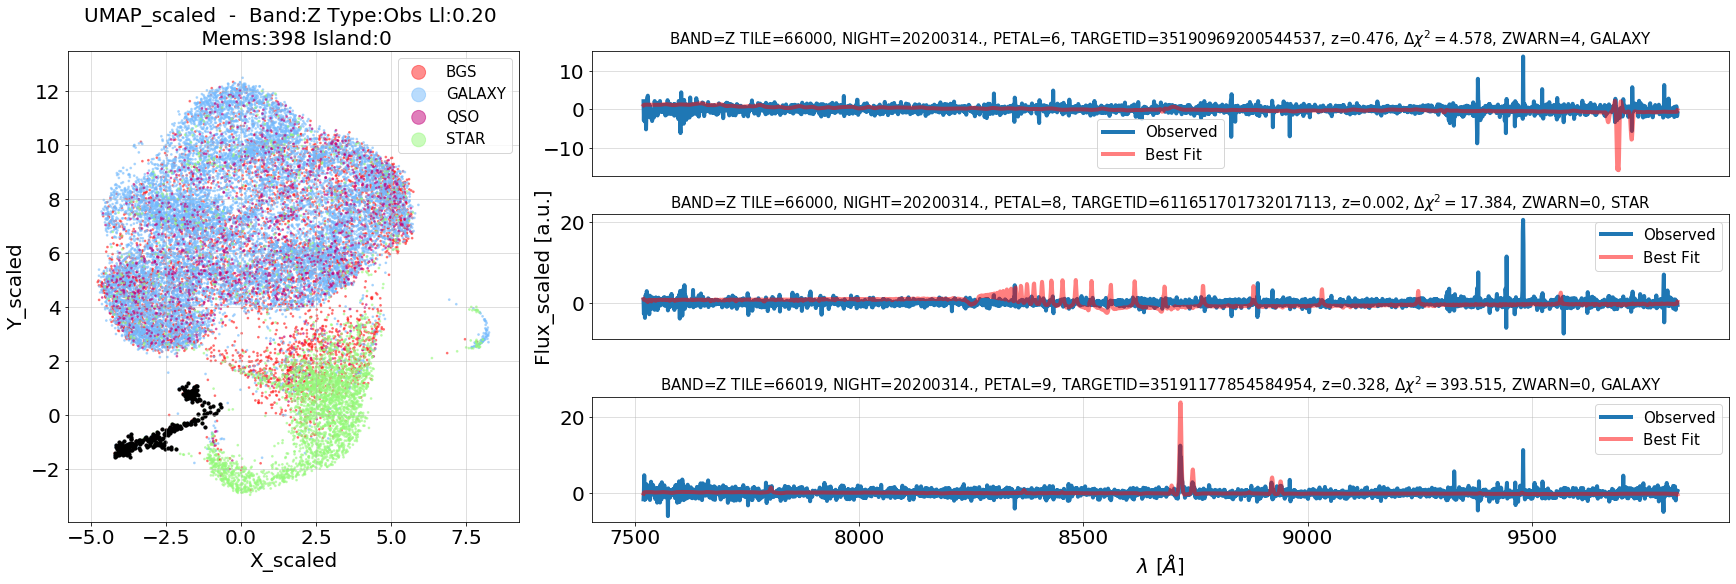 UMAP_scaled  -  Band:Z Type:Obs Ll:0.20
Mems:398 Island:0
BGS
GALAXY
QSO
STAR
12
10
8
6
4
2
0
−2
Y_scaled
−5.0 −2.5 0.0 2.5 5.0 7.5
X_scaled
BAND=Z TILE=66000, NIGHT=20200314., PETAL=6, TARGETID=35190969200544537, z=0.476, Δχ² = 4.578, ZWARN=4, GALAXY
10
0
−10
Observed
Best Fit
BAND=Z TILE=66000, NIGHT=20200314., PETAL=8, TARGETID=611651701732017113, z=0.002, Δχ² = 17.384, ZWARN=0, STAR
20
0
Observed
Best Fit
Flux_scaled [a.u.]
BAND=Z TILE=66019, NIGHT=20200314., PETAL=9, TARGETID=35191177854584954, z=0.328, Δχ² = 393.515, ZWARN=0, GALAXY
20
0
Observed
Best Fit
7500 8000 8500 9000 9500
λ [Å]